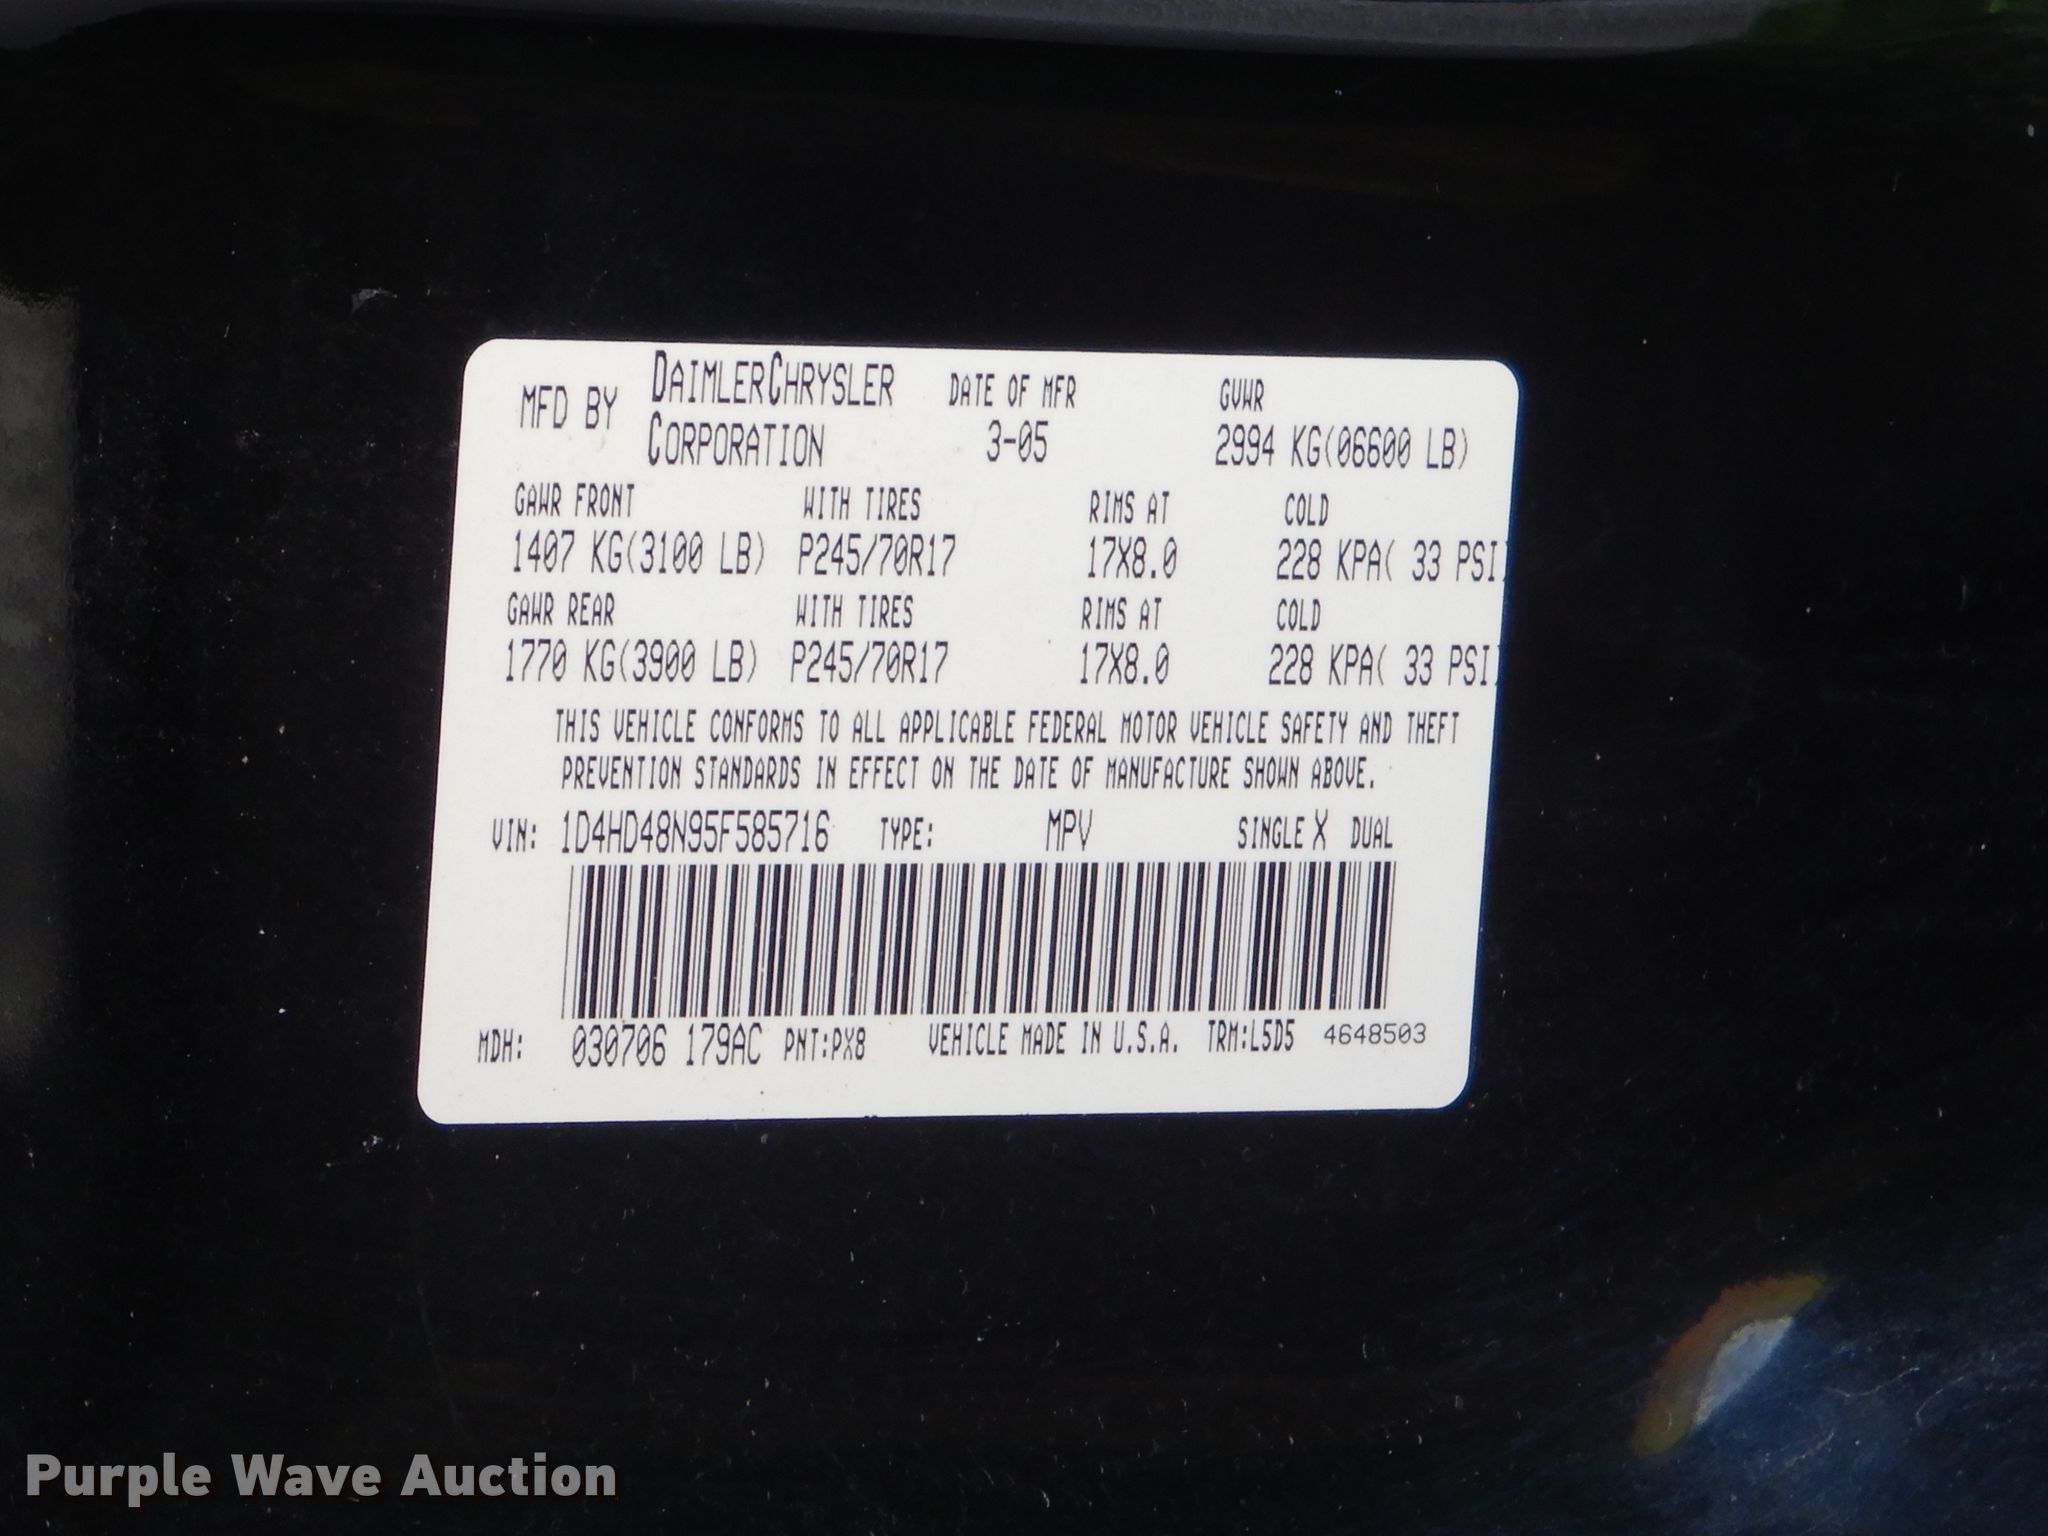 MFD BY DAIMLERCHRYSLER CORPORATION DATE OF MFR 3-05 GVWR 2994 KG(06600 LB)
GAWR FRONT WITH TIRES RIMS AT COLD
1407 KG(3100 LB) P245/70R17 17X8.0 228 KPA( 33 PSI)
GAWR REAR WITH TIRES RIMS AT COLD
1770 KG(3900 LB) P245/70R17 17X8.0 228 KPA( 33 PSI)
THIS VEHICLE CONFORMS TO ALL APPLICABLE FEDERAL MOTOR VEHICLE SAFETY AND THEFT
PREVENTION STANDARDS IN EFFECT ON THE DATE OF MANUFACTURE SHOWN ABOVE.
VIN: 1D4HD48N95F585716 TYPE: MPV SINGLE X DUAL
MDH: 030706 179AC PNT:PX8 VEHICLE MADE IN U.S.A. TRM:L5D5 4648503
Purple Wave Auction